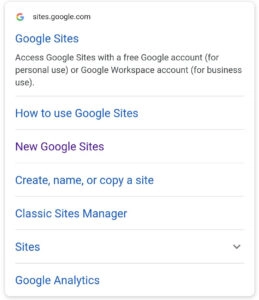 sites.google.com
Google Sites
Access Google Sites with a free Google account (for
personal use) or Google Workspace account (for business
use).
How to use Google Sites
New Google Sites
Create, name, or copy a site
Classic Sites Manager
Sites
Google Analytics